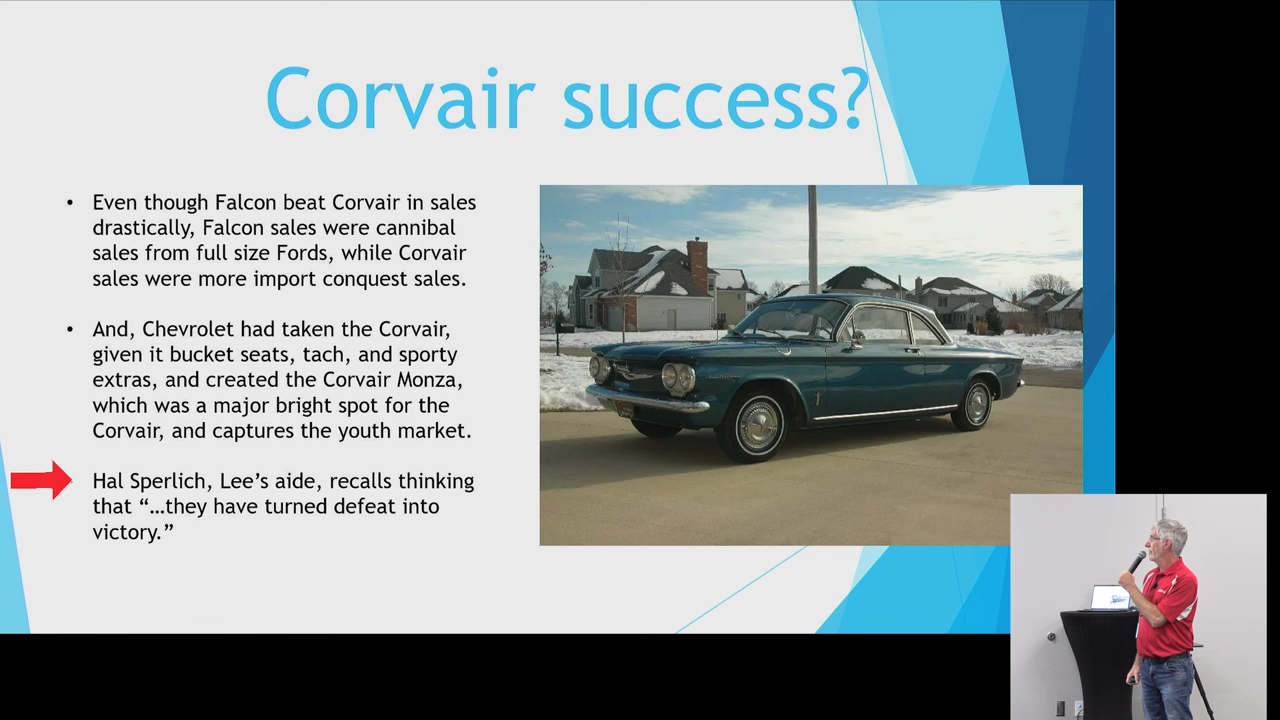 Corvair success?
• Even though Falcon beat Corvair in sales
drastically, Falcon sales were cannibal
sales from full size Fords, while Corvair
sales were more import conquest sales.
• And, Chevrolet had taken the Corvair,
given it bucket seats, tach, and sporty
extras, and created the Corvair Monza,
which was a major bright spot for the
Corvair, and captures the youth market.
Hal Sperlich, Lee’s aide, recalls thinking
that “…they have turned defeat into
victory.”